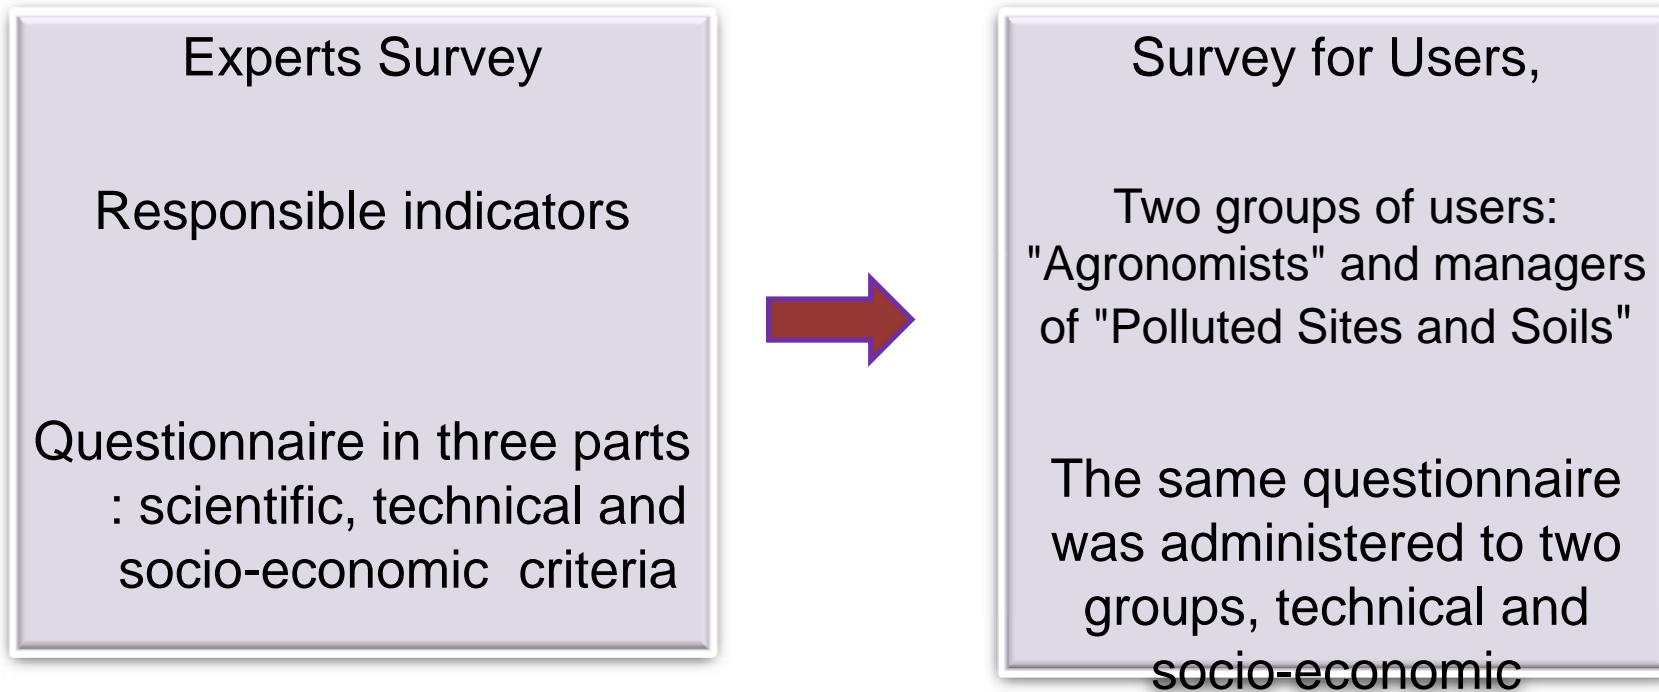 Experts Survey
Responsible indicators
Questionnaire in three parts
: scientific, technical and
socio-economic criteria
Survey for Users,
Two groups of users:
"Agronomists" and managers
of "Polluted Sites and Soils"
The same questionnaire
was administered to two
groups, technical and
socio-economic